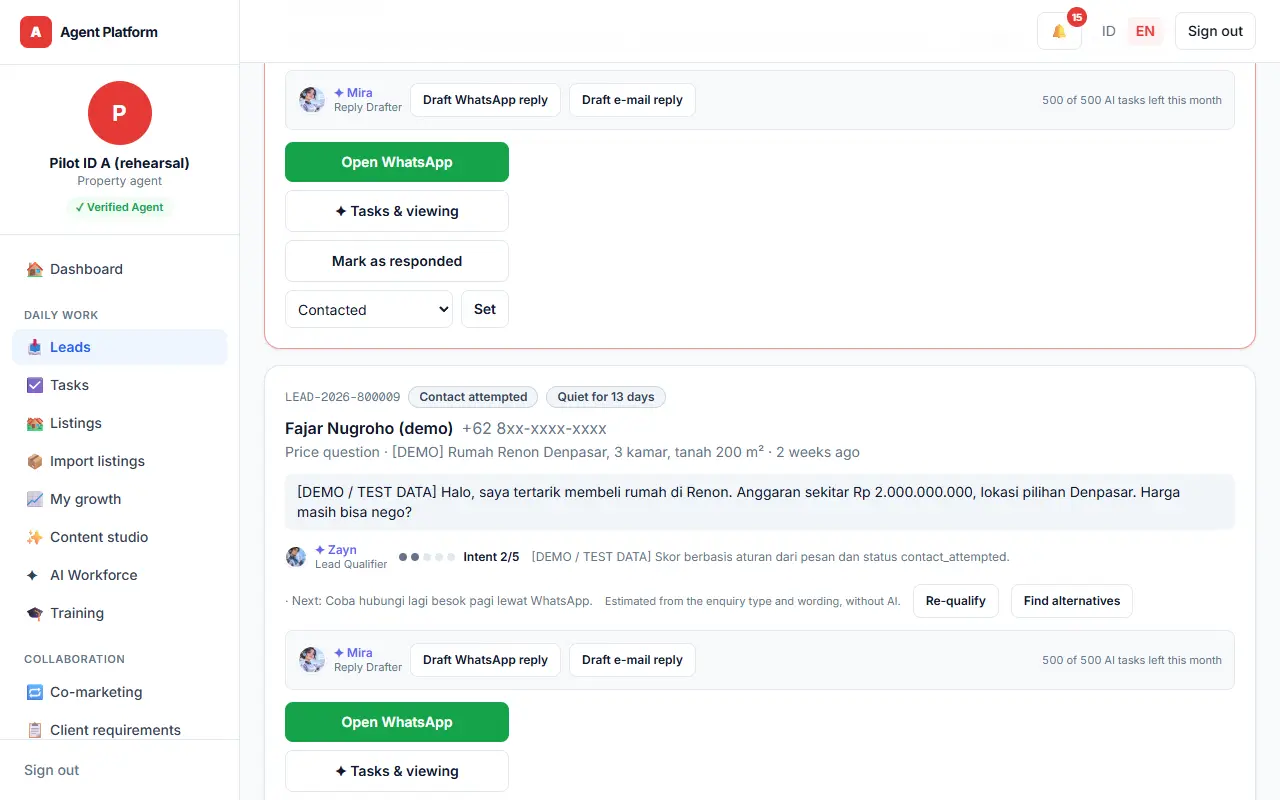 A Agent Platform
15
ID EN Sign out
P
Pilot ID A (rehearsal)
Property agent
✓ Verified Agent
Dashboard
DAILY WORK
Leads
Tasks
Listings
Import listings
My growth
Content studio
AI Workforce
Training
COLLABORATION
Co-marketing
Client requirements
Sign out
✦ Mira
Reply Drafter
Draft WhatsApp reply Draft e-mail reply 500 of 500 AI tasks left this month
Open WhatsApp
✦ Tasks & viewing
Mark as responded
Contacted Set
LEAD-2026-800009 Contact attempted Quiet for 13 days
Fajar Nugroho (demo) +62 8xx-xxxx-xxxx
Price question · [DEMO] Rumah Renon Denpasar, 3 kamar, tanah 200 m² · 2 weeks ago
[DEMO / TEST DATA] Halo, saya tertarik membeli rumah di Renon. Anggaran sekitar Rp 2.000.000.000, lokasi pilihan Denpasar. Harga
masih bisa nego?
✦ Zayn
Lead Qualifier
Intent 2/5 [DEMO / TEST DATA] Skor berbasis aturan dari pesan dan status contact_attempted.
· Next: Coba hubungi lagi besok pagi lewat WhatsApp. Estimated from the enquiry type and wording, without AI. Re-qualify Find alternatives
✦ Mira
Reply Drafter
Draft WhatsApp reply Draft e-mail reply 500 of 500 AI tasks left this month
Open WhatsApp
✦ Tasks & viewing